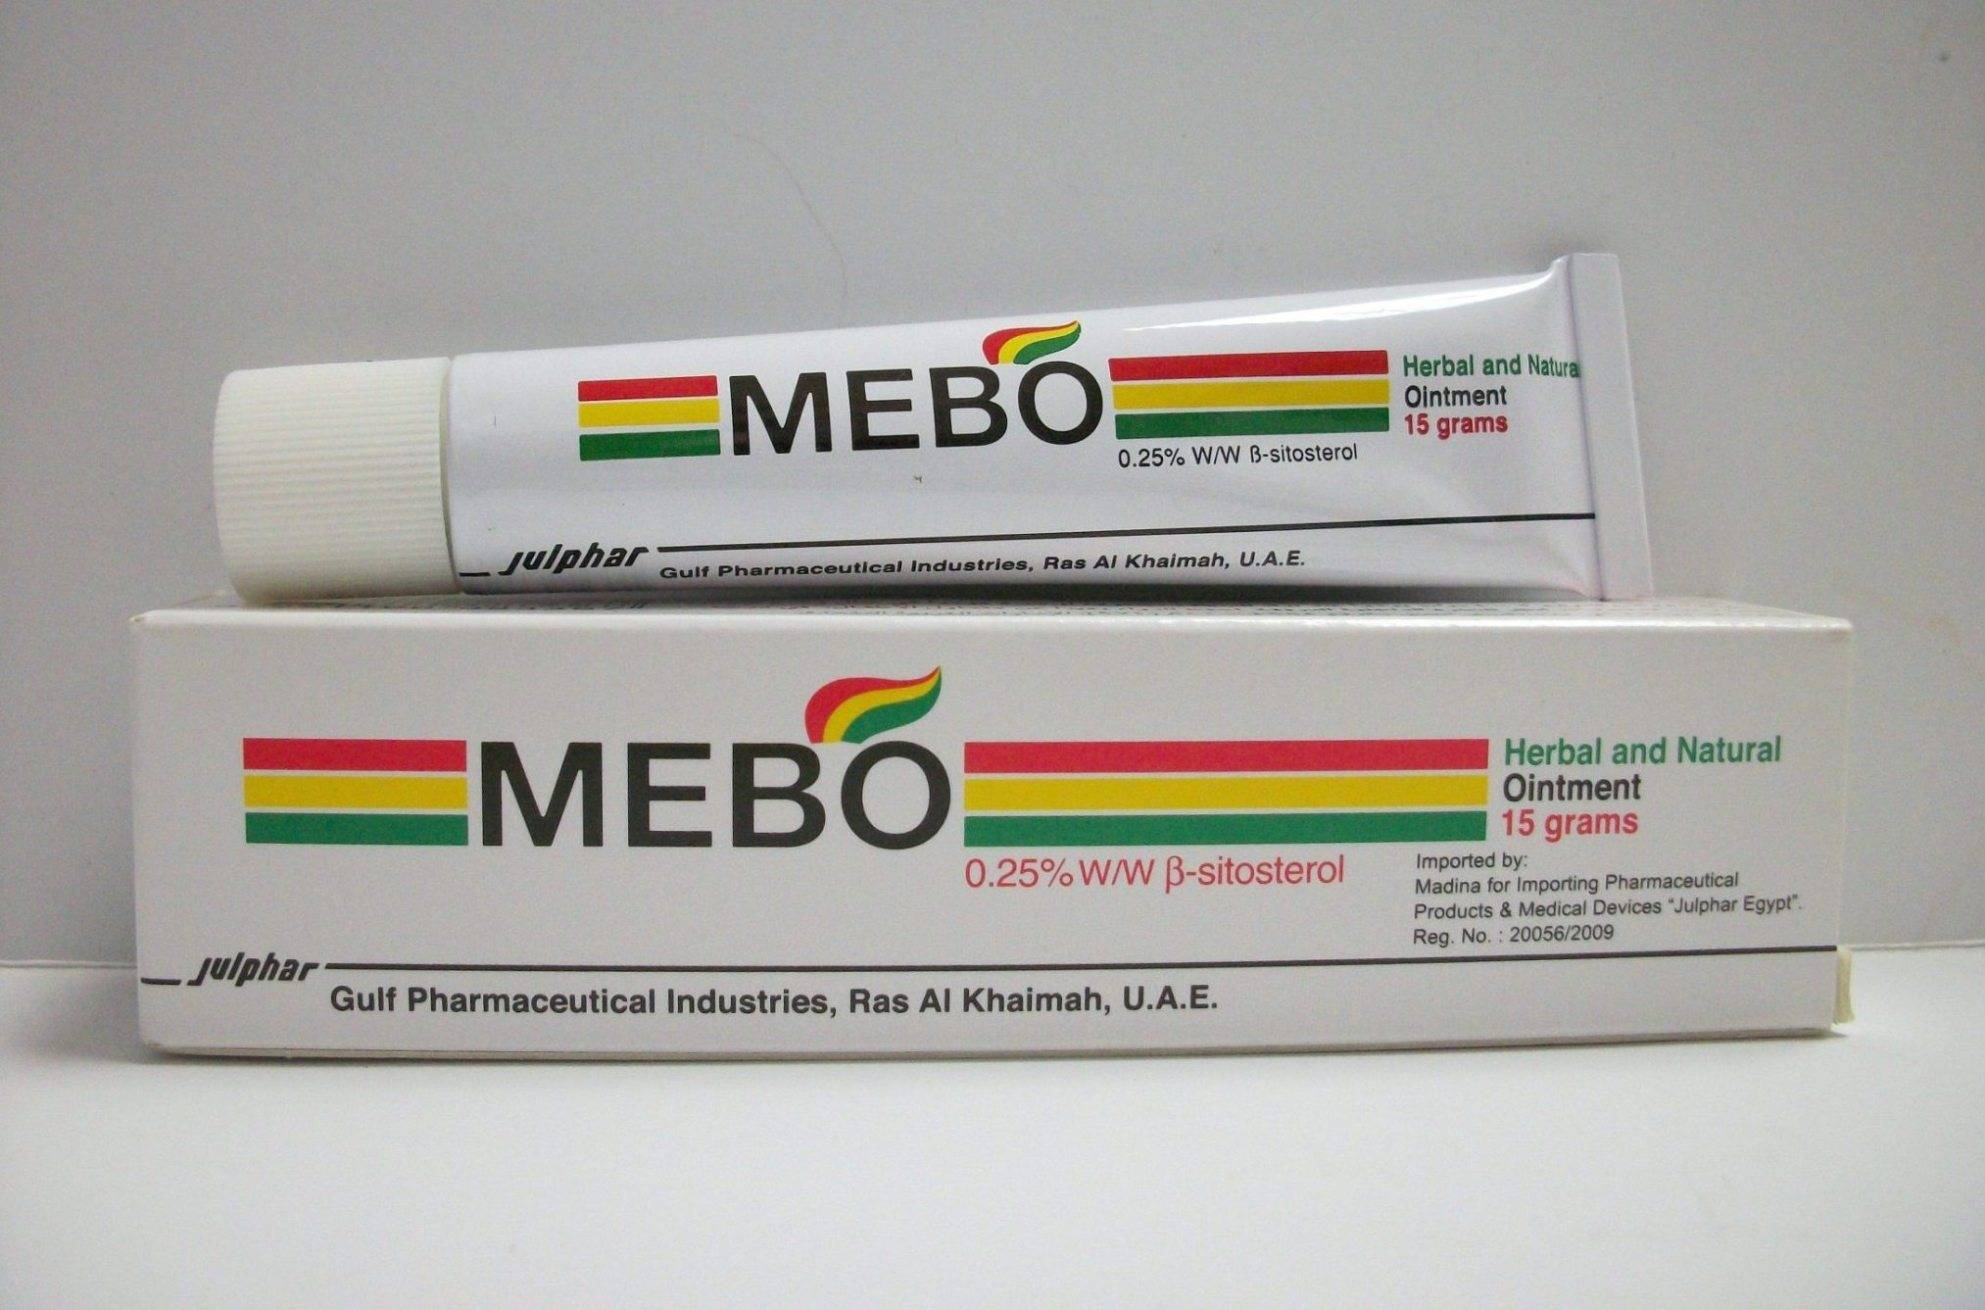 MEBO
Herbal and Natura
Ointment
15 grams
0.25% W/W ß-sitosterol
julphar
Gulf Pharmaceutical Industries, Ras Al Khaimah, U.A.E.
MEBO
Herbal and Natural
Ointment
15 grams
0.25% W/W β-sitosterol
Imported by:
Madina for Importing Pharmaceutical
Products & Medical Devices “Julphar Egypt”.
Reg. No. : 20056/2009
julphar
Gulf Pharmaceutical Industries, Ras Al Khaimah, U.A.E.